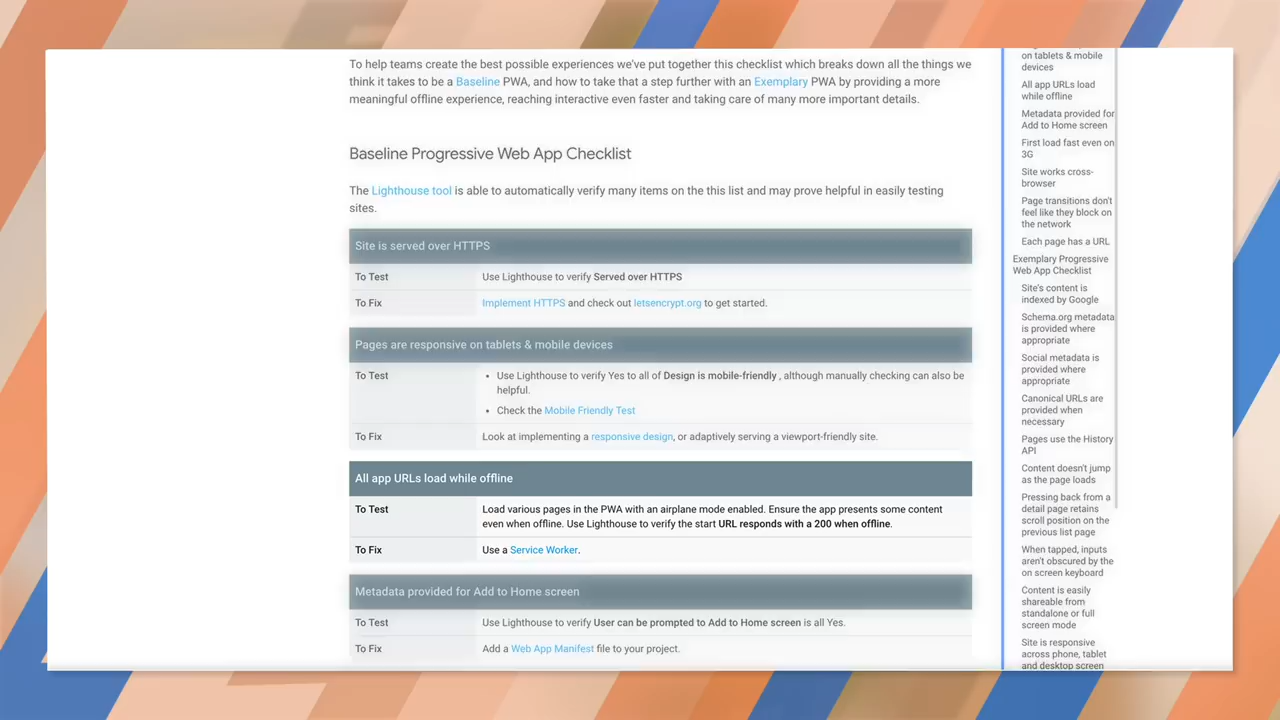 To help teams create the best possible experiences we've put together this checklist which breaks down all the things we
think it takes to be a Baseline PWA, and how to take that a step further with an Exemplary PWA by providing a more
meaningful offline experience, reaching interactive even faster and taking care of many more important details.
Baseline Progressive Web App Checklist
The Lighthouse tool is able to automatically verify many items on the this list and may prove helpful in easily testing
sites.
Site is served over HTTPS
To Test Use Lighthouse to verify Served over HTTPS
To Fix Implement HTTPS and check out letsencrypt.org to get started.
Pages are responsive on tablets & mobile devices
To Test • Use Lighthouse to verify Yes to all of Design is mobile-friendly , although manually checking can also be
helpful.
• Check the Mobile Friendly Test
To Fix Look at implementing a responsive design, or adaptively serving a viewport-friendly site.
All app URLs load while offline
To Test Load various pages in the PWA with an airplane mode enabled. Ensure the app presents some content
even when offline. Use Lighthouse to verify the start URL responds with a 200 when offline.
To Fix Use a Service Worker.
Metadata provided for Add to Home screen
To Test Use Lighthouse to verify User can be prompted to Add to Home screen is all Yes.
To Fix Add a Web App Manifest file to your project.
on tablets & mobile
devices
All app URLs load
while offline
Metadata provided for
Add to Home screen
First load fast even on
3G
Site works cross-
browser
Page transitions don't
feel like they block on
the network
Each page has a URL
Exemplary Progressive
Web App Checklist
Site's content is
indexed by Google
Schema.org metadata
is provided where
appropriate
Social metadata is
provided where
appropriate
Canonical URLs are
provided when
necessary
Pages use the History
API
Content doesn't jump
as the page loads
Pressing back from a
detail page retains
scroll position on the
previous list page
When tapped, inputs
aren't obscured by the
on screen keyboard
Content is easily
shareable from
standalone or full
screen mode
Site is responsive
across phone, tablet
and desktop screen